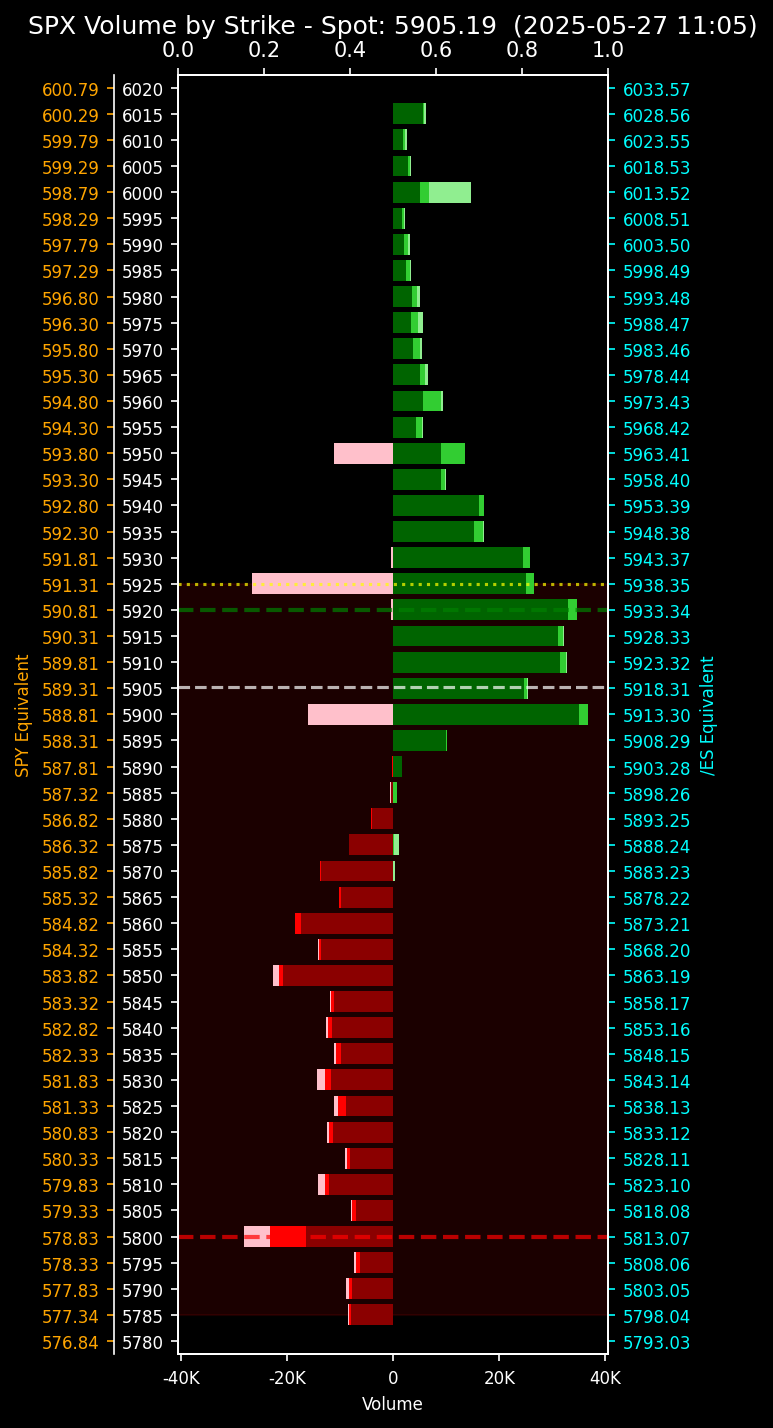 SPX Volume by Strike - Spot: 5905.19 (2025-05-27 11:05)
0.0 0.2 0.4 0.6 0.8 1.0
600.79 6020 6033.57
600.29 6015 6028.56
599.79 6010 6023.55
599.29 6005 6018.53
598.79 6000 6013.52
598.29 5995 6008.51
597.79 5990 6003.50
597.29 5985 5998.49
596.80 5980 5993.48
596.30 5975 5988.47
595.80 5970 5983.46
595.30 5965 5978.44
594.80 5960 5973.43
594.30 5955 5968.42
593.80 5950 5963.41
593.30 5945 5958.40
592.80 5940 5953.39
592.30 5935 5948.38
591.81 5930 5943.37
591.31 5925 5938.35
590.81 5920 5933.34
590.31 5915 5928.33
589.81 5910 5923.32
589.31 5905 5918.31
588.81 5900 5913.30
588.31 5895 5908.29
587.81 5890 5903.28
587.32 5885 5898.26
586.82 5880 5893.25
586.32 5875 5888.24
585.82 5870 5883.23
585.32 5865 5878.22
584.82 5860 5873.21
584.32 5855 5868.20
583.82 5850 5863.19
583.32 5845 5858.17
582.82 5840 5853.16
582.33 5835 5848.15
581.83 5830 5843.14
581.33 5825 5838.13
580.83 5820 5833.12
580.33 5815 5828.11
579.83 5810 5823.10
579.33 5805 5818.08
578.83 5800 5813.07
578.33 5795 5808.06
577.83 5790 5803.05
577.34 5785 5798.04
576.84 5780 5793.03
SPY Equivalent
/ES Equivalent
-40K -20K 0 20K 40K
Volume